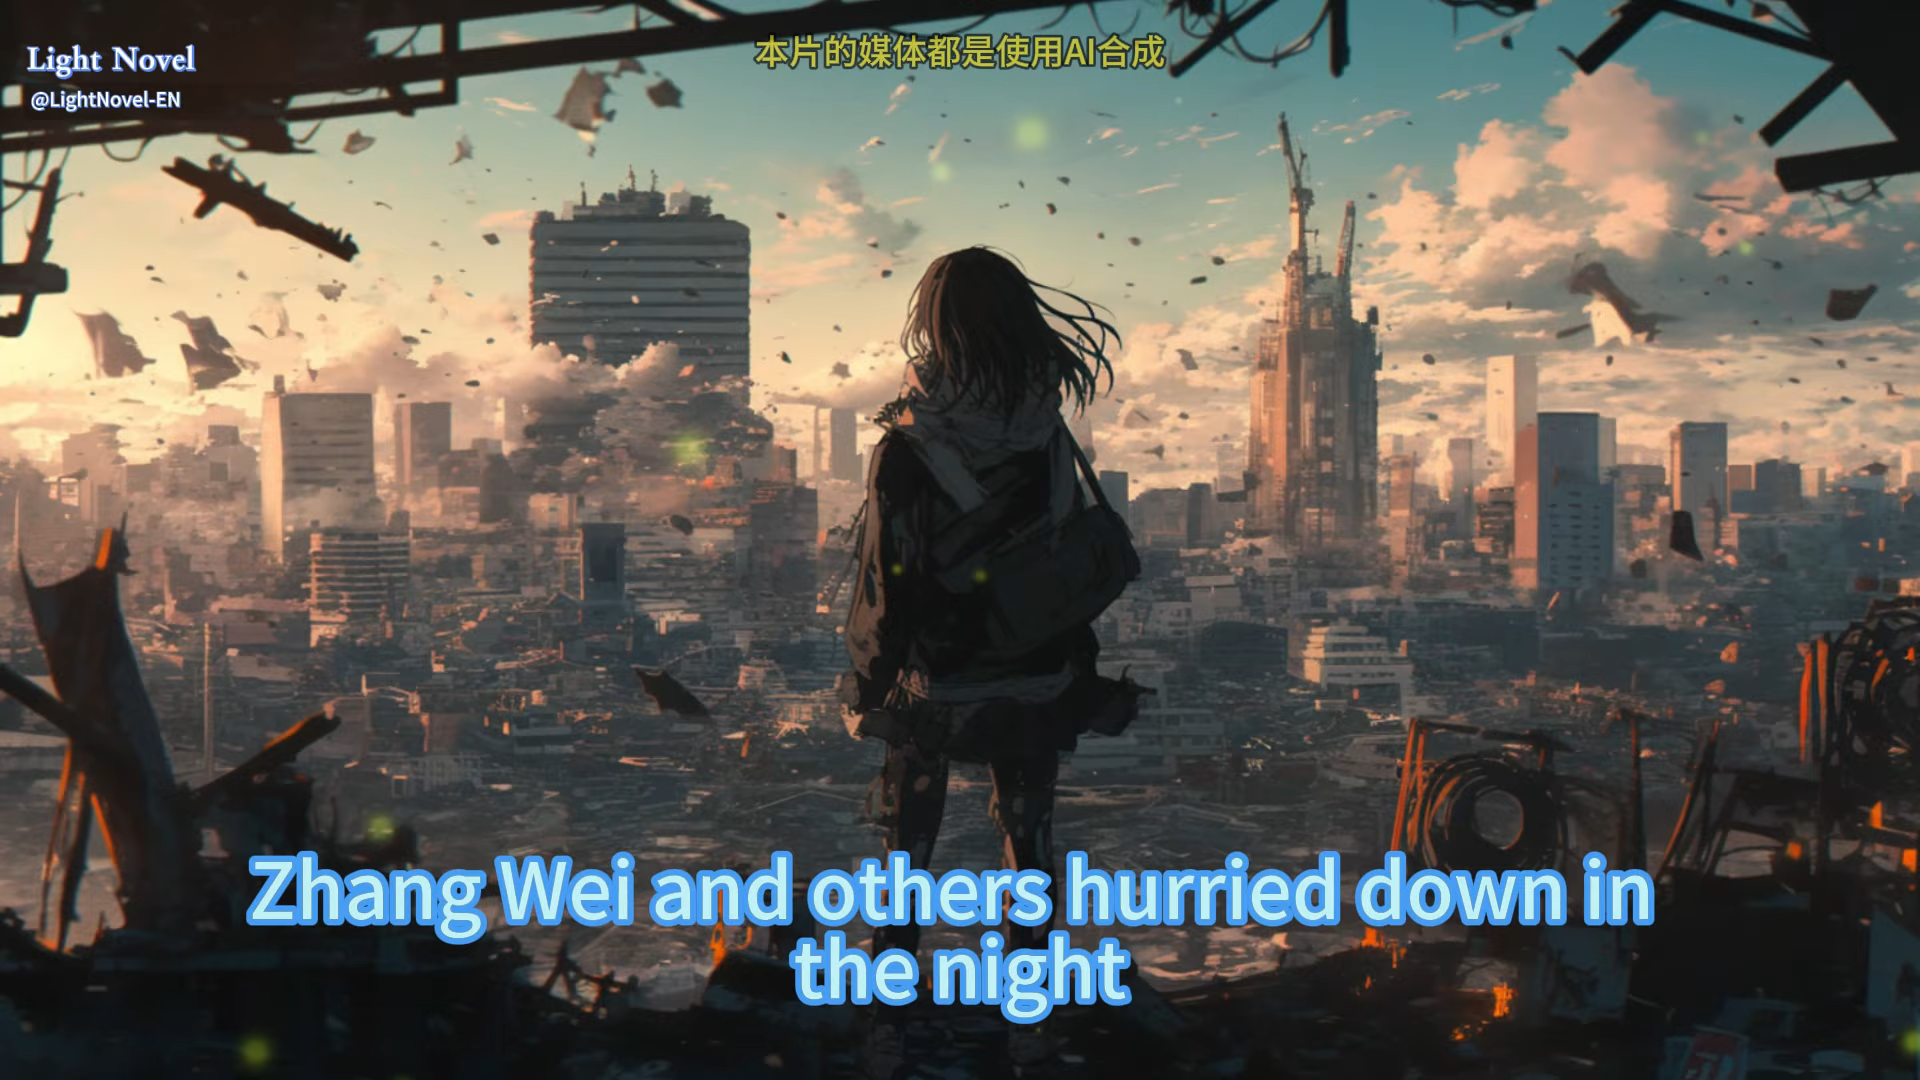 本片的媒体都是使用AI合成
Light Novel
@LightNovel-EN
Zhang Wei and others hurried down in
the night